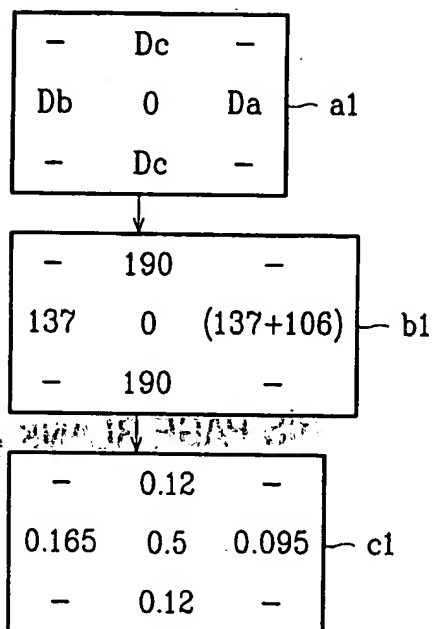 - Dc -
Db 0 Da a1
- Dc -
- 190 -
137 0 (137+106) b1
- 190 -
- 0.12 -
0.165 0.5 0.095 c1
- 0.12 -